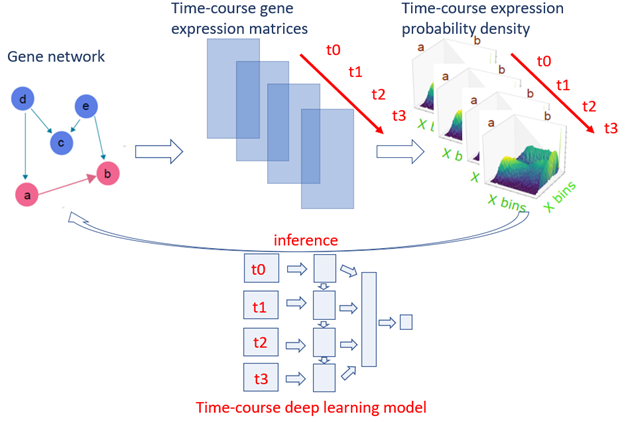 Time-course gene
expression matrices
Time-course expression
probability density
Gene network
d
e
c
b
a
t0
t1
t2
t3
a
b
a
b
a
b
a
b
t0
t1
t2
t3
X b
X b
X
X bins
X bins
inference
t0
t1
t2
t3
Time-course deep learning model